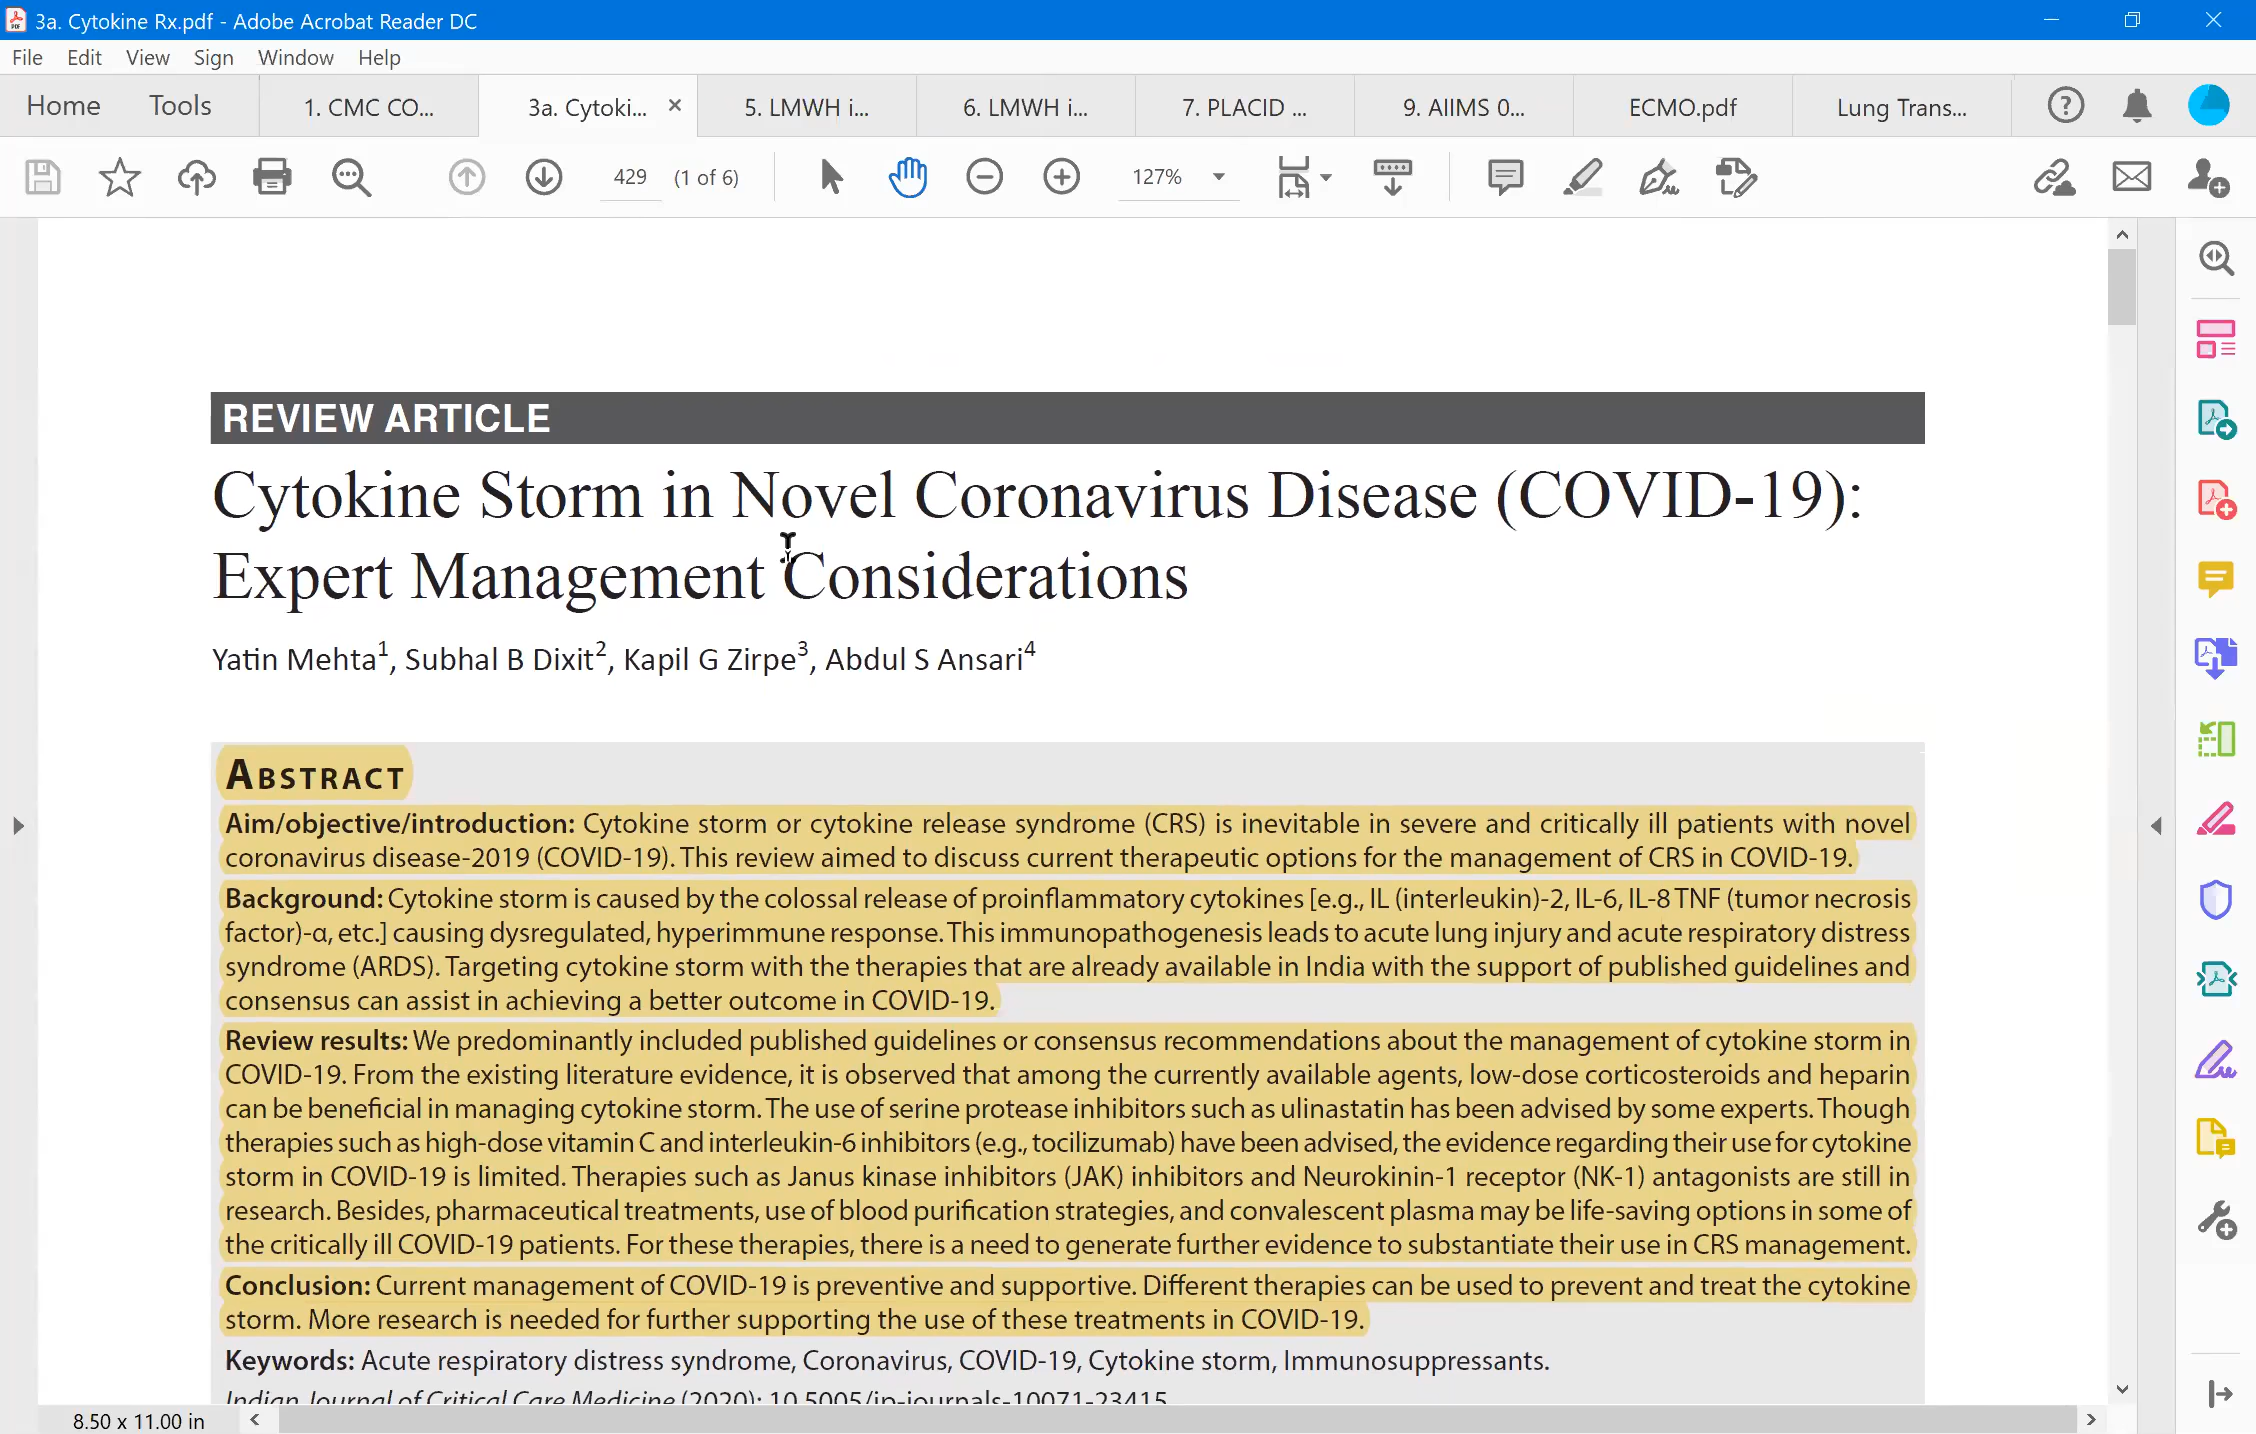 3a. Cytokine Rx.pdf - Adobe Acrobat Reader DC
File Edit View Sign Window Help
Home Tools 1. CMC CO... 3a. Cytoki... × 5. LMWH i... 6. LMWH i... 7. PLACID ... 9. AIIMS 0... ECMO.pdf Lung Trans...
429 (1 of 6) 127%
REVIEW ARTICLE
Cytokine Storm in Novel Coronavirus Disease (COVID-19):
Expert Management Considerations
Yatin Mehta1, Subhal B Dixit2, Kapil G Zirpe3, Abdul S Ansari4
ABSTRACT
Aim/objective/introduction: Cytokine storm or cytokine release syndrome (CRS) is inevitable in severe and critically ill patients with novel
coronavirus disease-2019 (COVID-19). This review aimed to discuss current therapeutic options for the management of CRS in COVID-19.
Background: Cytokine storm is caused by the colossal release of proinflammatory cytokines [e.g., IL (interleukin)-2, IL-6, IL-8 TNF (tumor necrosis
factor)-α, etc.] causing dysregulated, hyperimmune response. This immunopathogenesis leads to acute lung injury and acute respiratory distress
syndrome (ARDS). Targeting cytokine storm with the therapies that are already available in India with the support of published guidelines and
consensus can assist in achieving a better outcome in COVID-19.
Review results: We predominantly included published guidelines or consensus recommendations about the management of cytokine storm in
COVID-19. From the existing literature evidence, it is observed that among the currently available agents, low-dose corticosteroids and heparin
can be beneficial in managing cytokine storm. The use of serine protease inhibitors such as ulinastatin has been advised by some experts. Though
therapies such as high-dose vitamin C and interleukin-6 inhibitors (e.g., tocilizumab) have been advised, the evidence regarding their use for cytokine
storm in COVID-19 is limited. Therapies such as Janus kinase inhibitors (JAK) inhibitors and Neurokinin-1 receptor (NK-1) antagonists are still in
research. Besides, pharmaceutical treatments, use of blood purification strategies, and convalescent plasma may be life-saving options in some of
the critically ill COVID-19 patients. For these therapies, there is a need to generate further evidence to substantiate their use in CRS management.
Conclusion: Current management of COVID-19 is preventive and supportive. Different therapies can be used to prevent and treat the cytokine
storm. More research is needed for further supporting the use of these treatments in COVID-19.
Keywords: Acute respiratory distress syndrome, Coronavirus, COVID-19, Cytokine storm, Immunosuppressants.
Indian Journal of Critical Care Medicine (2020): 10.5005/jp-journals-10071-23415
8.50 x 11.00 in